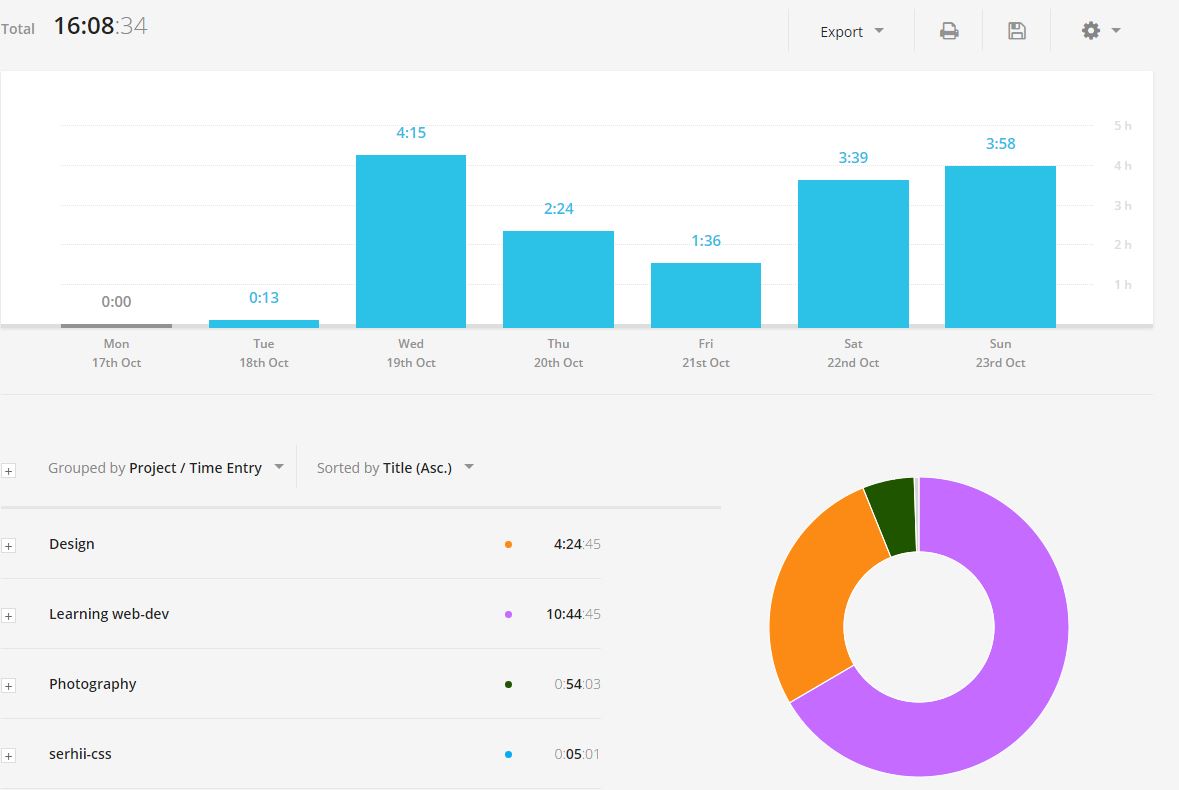 Total 16:08:34 Export
5 h
4:15
3:58
3:39
4 h
2:24
3 h
1:36
2 h
0:00
0:13
1 h
Mon Tue Wed Thu Fri Sat Sun
17th Oct 18th Oct 19th Oct 20th Oct 21st Oct 22nd Oct 23rd Oct
Grouped by Project / Time Entry Sorted by Title (Asc.)
Design 4:24:45
Learning web-dev 10:44:45
Photography 0:54:03
serhii-css 0:05:01